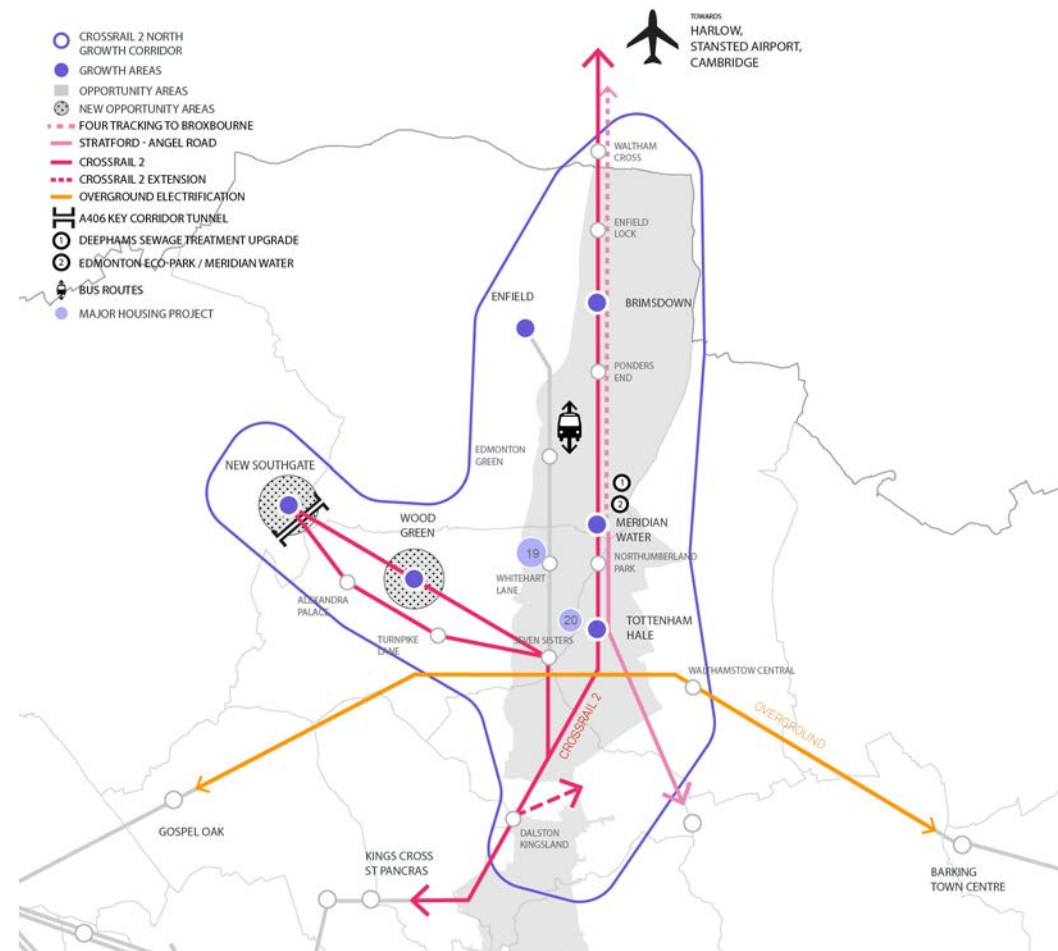 CROSSRAIL 2 NORTH
GROWTH CORRIDOR
GROWTH AREAS
OPPORTUNITY AREAS
NEW OPPORTUNITY AREAS
FOUR TRACKING TO BROXBOURNE
STRATFORD - ANGEL ROAD
CROSSRAIL 2
CROSSRAIL 2 EXTENSION
OVERGROUND ELECTRIFICATION
A406 KEY CORRIDOR TUNNEL
1 DEEPHAMS SEWAGE TREATMENT UPGRADE
2 EDMONTON ECO-PARK / MERIDIAN WATER
BUS ROUTES
MAJOR HOUSING PROJECT
TOWARDS
HARLOW,
STANSTED AIRPORT,
CAMBRIDGE
WALTHAM
CROSS
ENFIELD
LOCK
ENFIELD
BRIMSDOWN
PONDERS
END
EDMONTON
GREEN
NEW SOUTHGATE
1
2
WOOD
GREEN
MERIDIAN
WATER
19
NORTHUMBERLAND
PARK
WHITEHART
LANE
ALEXANDRA
PALACE
20
TOTTENHAM
HALE
TURNPIKE
LANE
SEVEN SISTERS
WALTHAMSTOW CENTRAL
CROSSRAIL 2
OVERGROUND
GOSPEL OAK
DALSTON
KINGSLAND
KINGS CROSS
ST PANCRAS
BARKING
TOWN CENTRE